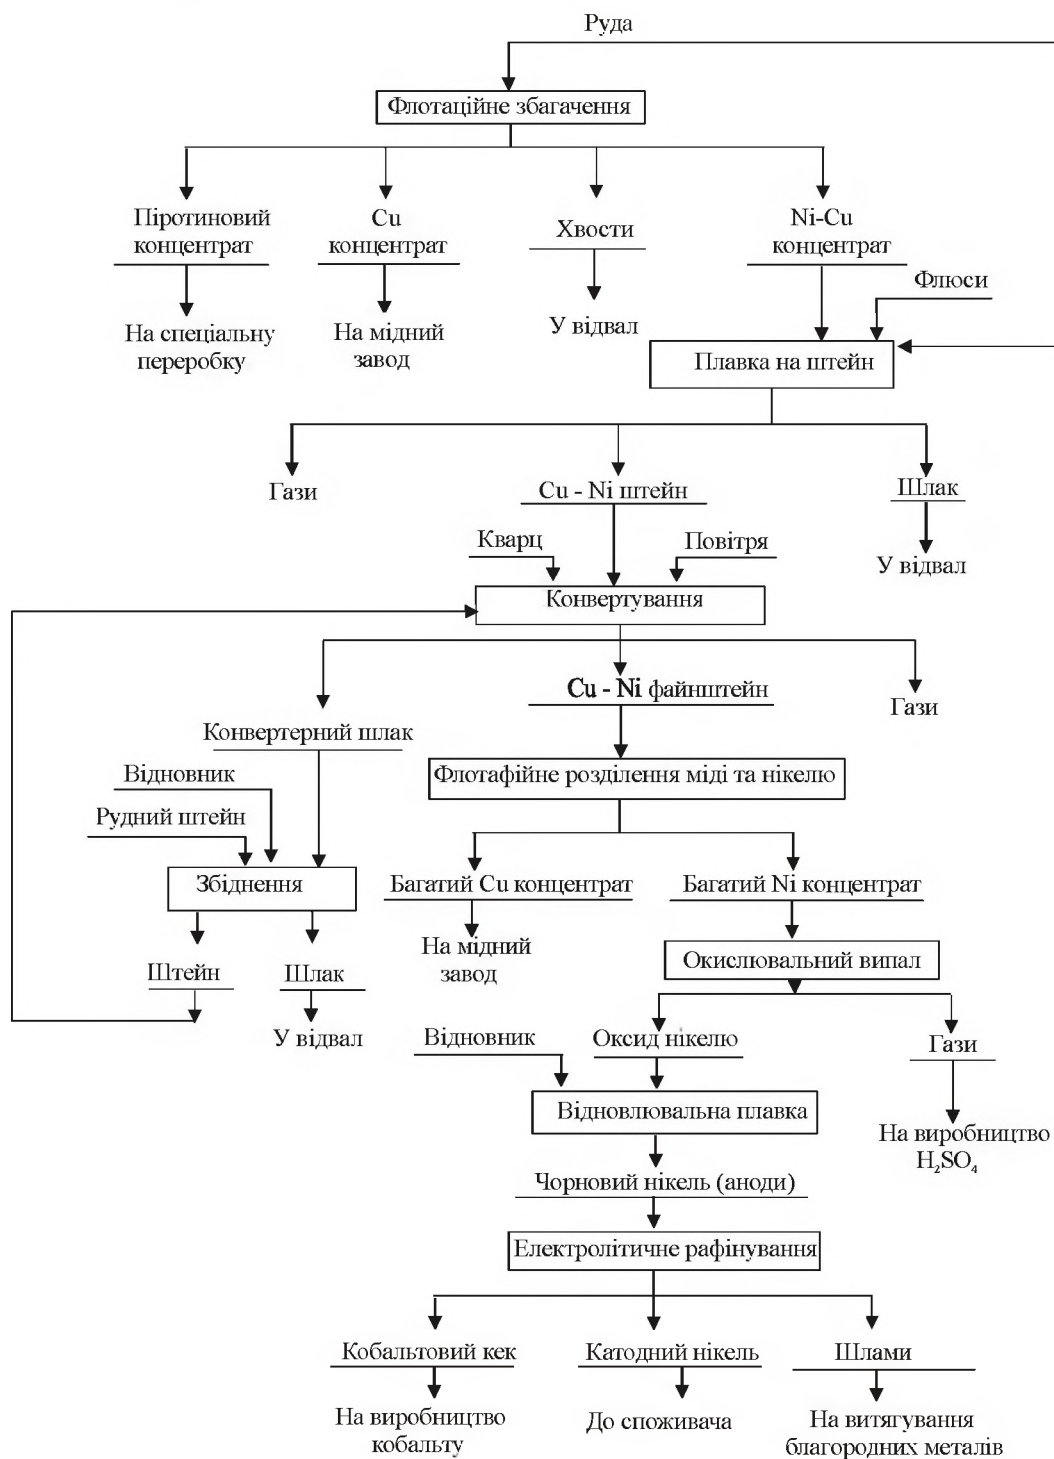 Руда
Флотаційне збагачення
Піротиновий
концентрат
Cu
концентрат
Хвости
Ni-Cu
концентрат
Флюси
На спеціальну
переробку
На мідний
завод
У відвал
Плавка на штейн
Гази
Cu - Ni штейн
Шлак
Кварц
Повітря
У відвал
Конвертування
Cu - Ni файнштейн
Гази
Конвертерний шлак
Відновник
Флотафійне розділення міді та нікелю
Рудний штейн
Збіднення
Багатий Cu концентрат
Багатий Ni концентрат
На мідний
завод
Окислювальний випал
Штейн
Шлак
У відвал
Відновник
Оксид нікелю
Гази
Відновлювальна плавка
На виробництво
H₂SO₄
Чорновий нікель (аноди)
Електролітичне рафінування
Кобальтовий кек
Катодний нікель
Шлами
На виробництво
кобальту
До споживача
На витягування
благородних металів